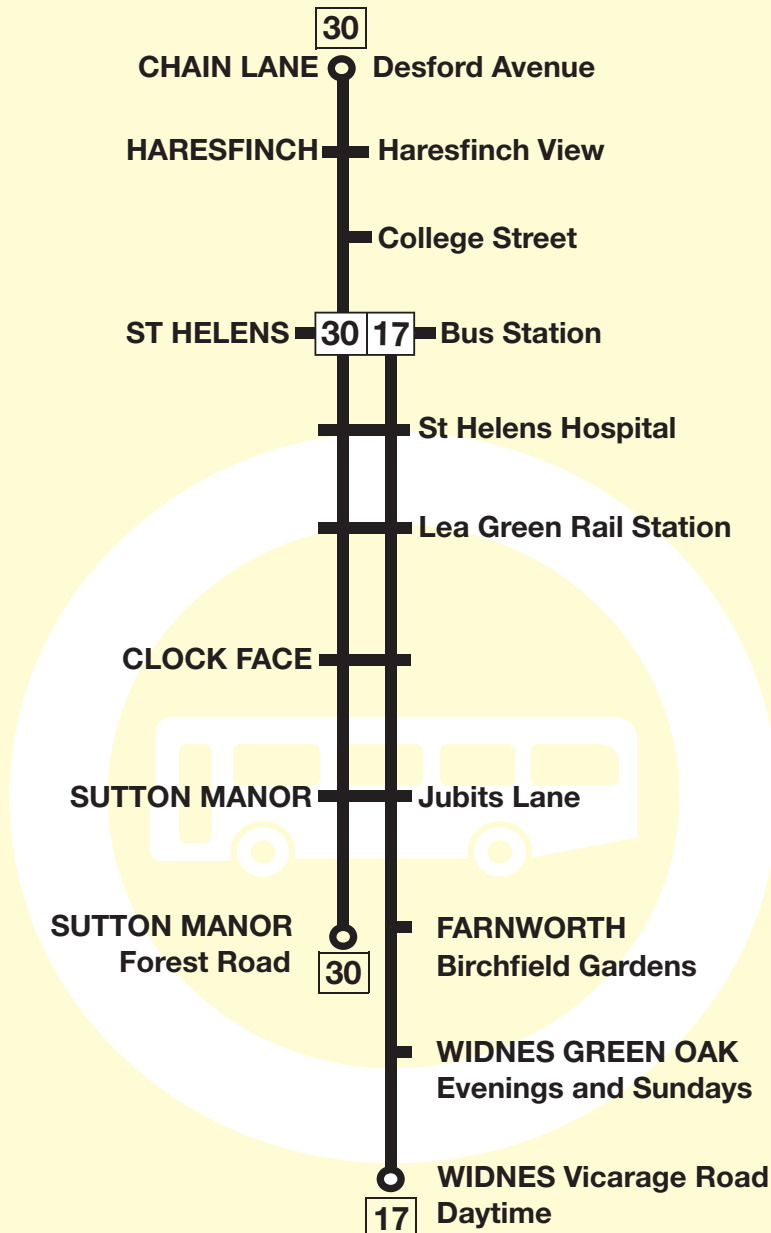 30
CHAIN LANE Desford Avenue
HARESFINCH Haresfinch View
College Street
ST HELENS 30 17 Bus Station
St Helens Hospital
Lea Green Rail Station
CLOCK FACE
SUTTON MANOR Jubits Lane
SUTTON MANOR
Forest Road
30
FARNWORTH
Birchfield Gardens
WIDNES GREEN OAK
Evenings and Sundays
WIDNES Vicarage Road
Daytime
17